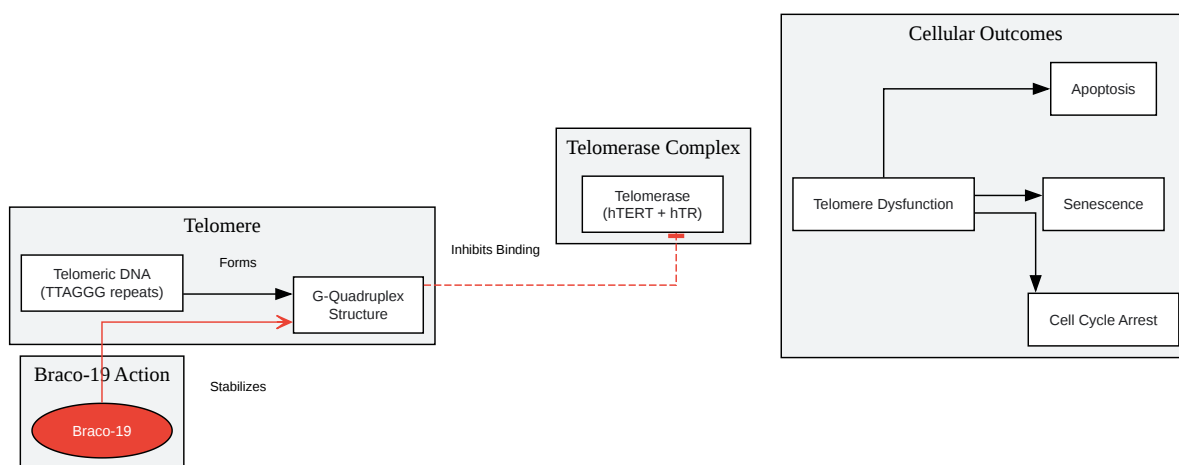 Cellular Outcomes
Apoptosis
Telomerase Complex
Telomerase
(hTERT + hTR)
Telomere Dysfunction
Senescence
Telomere
Inhibits Binding
Forms
Telomeric DNA
(TTAGGG repeats)
G-Quadruplex
Structure
Cell Cycle Arrest
Braco-19 Action
Stabilizes
Braco-19